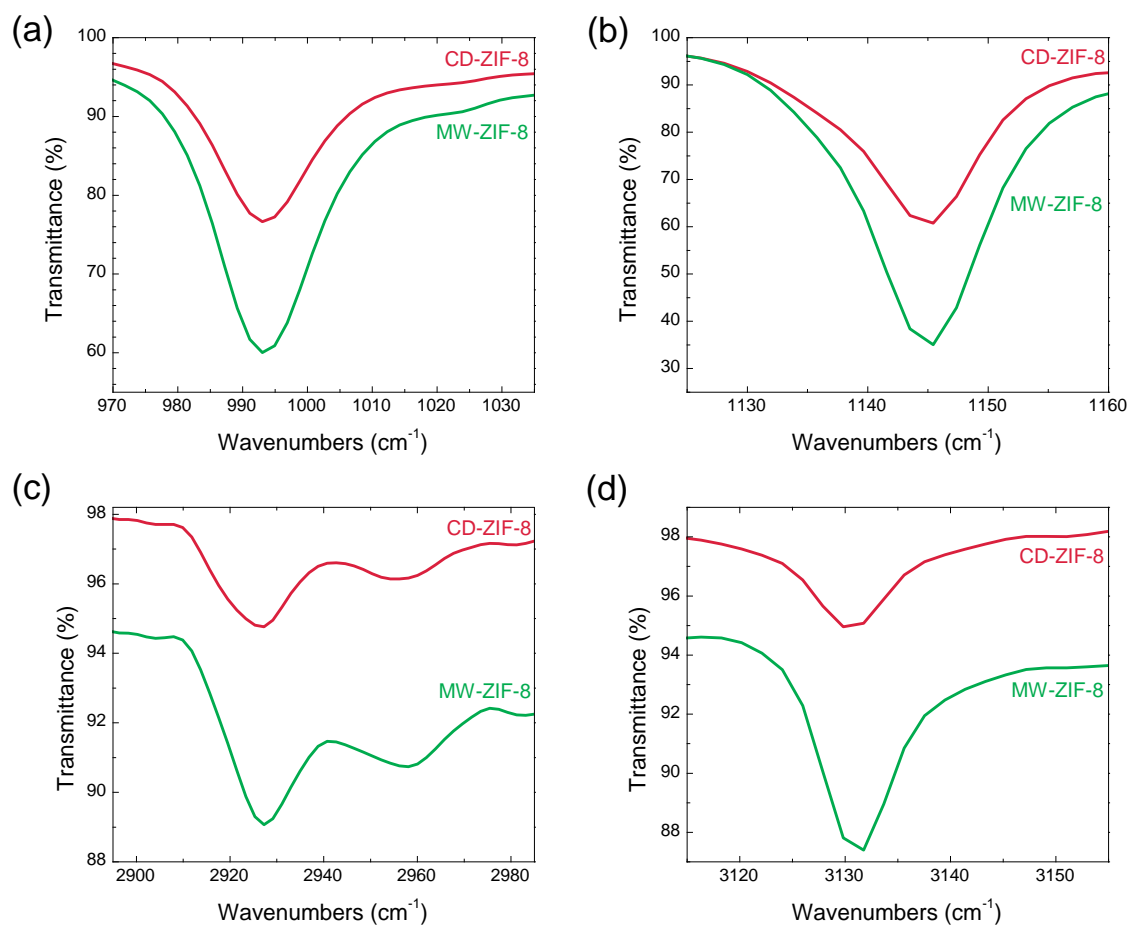 (a)
100
90
80
70
60
Transmittance (%)
CD-ZIF-8
MW-ZIF-8
970 980 990 1000 1010 1020 1030
Wavenumbers (cm⁻¹)
(b)
100
90
80
70
60
50
40
30
Transmittance (%)
CD-ZIF-8
MW-ZIF-8
1130 1140 1150 1160
Wavenumbers (cm⁻¹)
(c)
98
96
94
92
90
88
Transmittance (%)
CD-ZIF-8
MW-ZIF-8
2900 2920 2940 2960 2980
Wavenumbers (cm⁻¹)
(d)
98
96
94
92
90
88
Transmittance (%)
CD-ZIF-8
MW-ZIF-8
3120 3130 3140 3150
Wavenumbers (cm⁻¹)